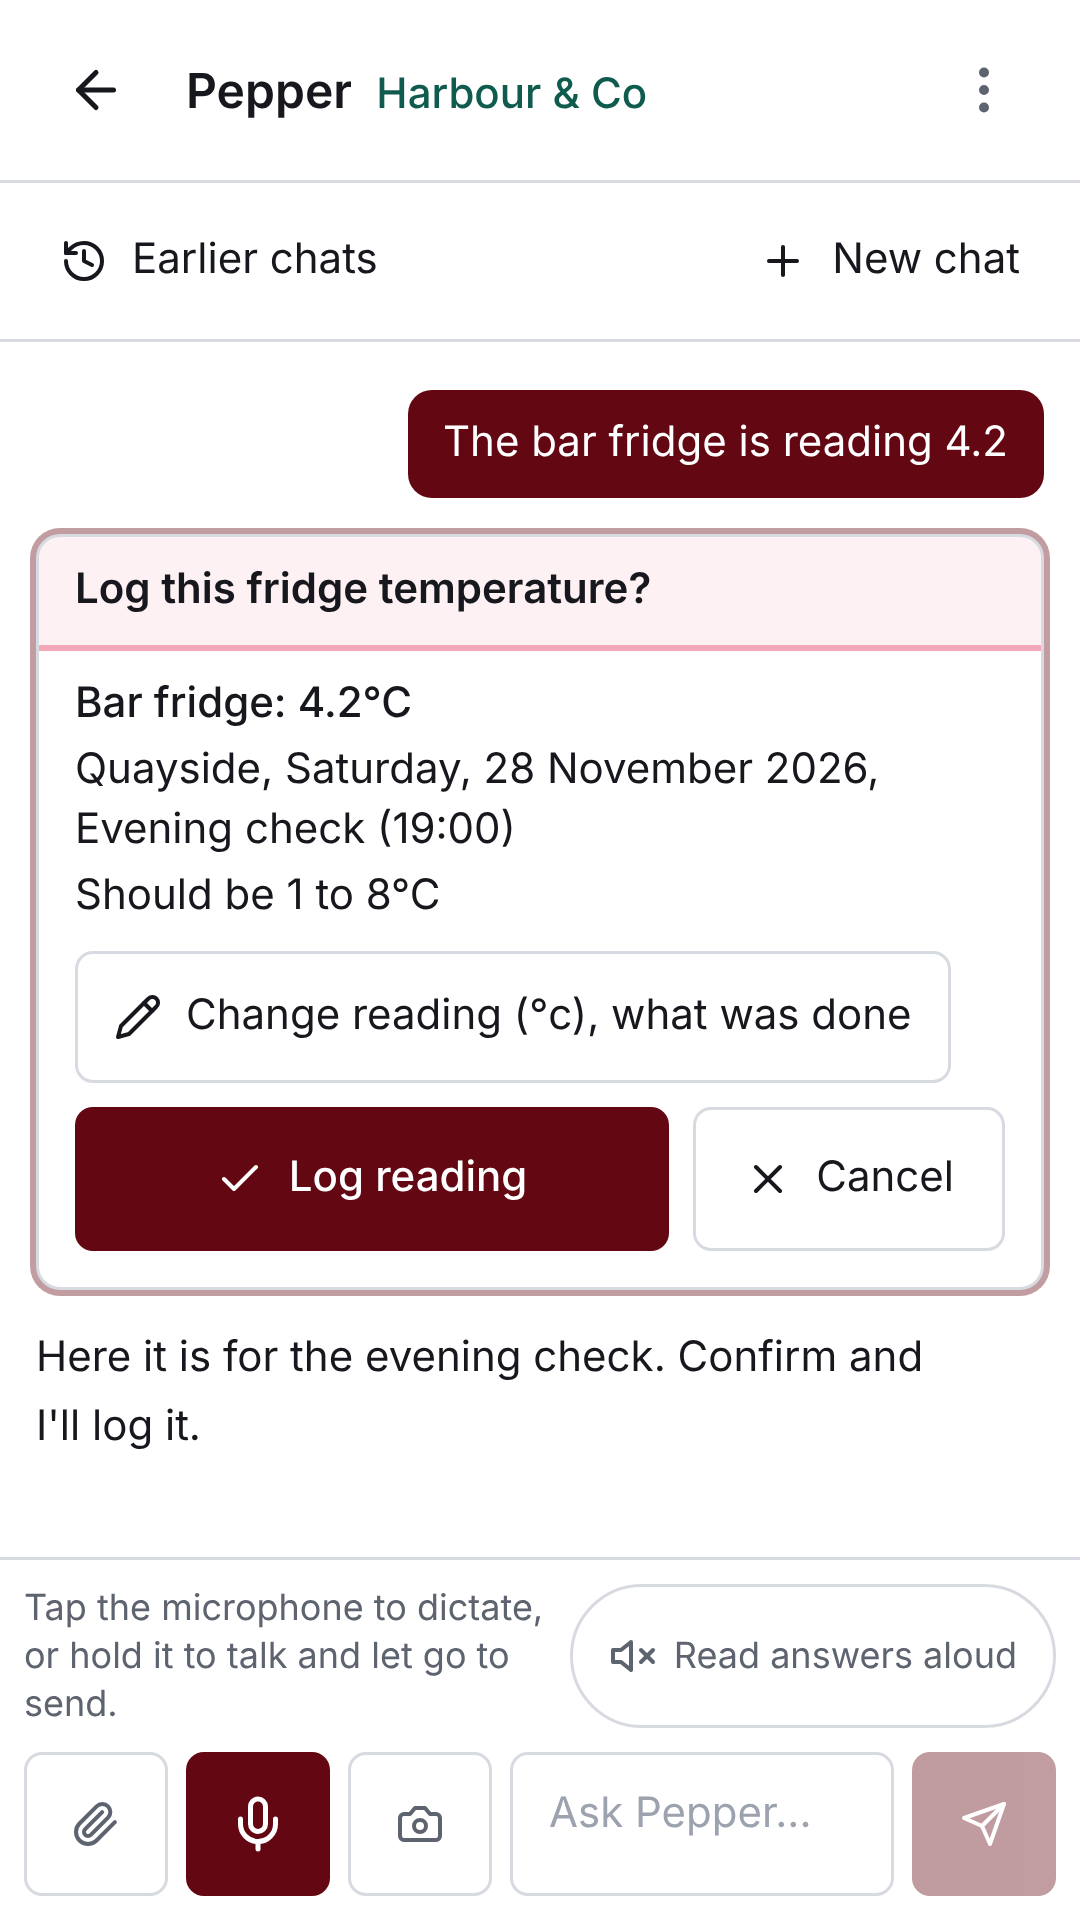 Pepper Harbour & Co
Earlier chats
New chat
The bar fridge is reading 4.2
Log this fridge temperature?
Bar fridge: 4.2°C
Quayside, Saturday, 28 November 2026,
Evening check (19:00)
Should be 1 to 8°C
Change reading (°c), what was done
Log reading
Cancel
Here it is for the evening check. Confirm and
I'll log it.
Tap the microphone to dictate,
or hold it to talk and let go to
send.
Read answers aloud
Ask Pepper...